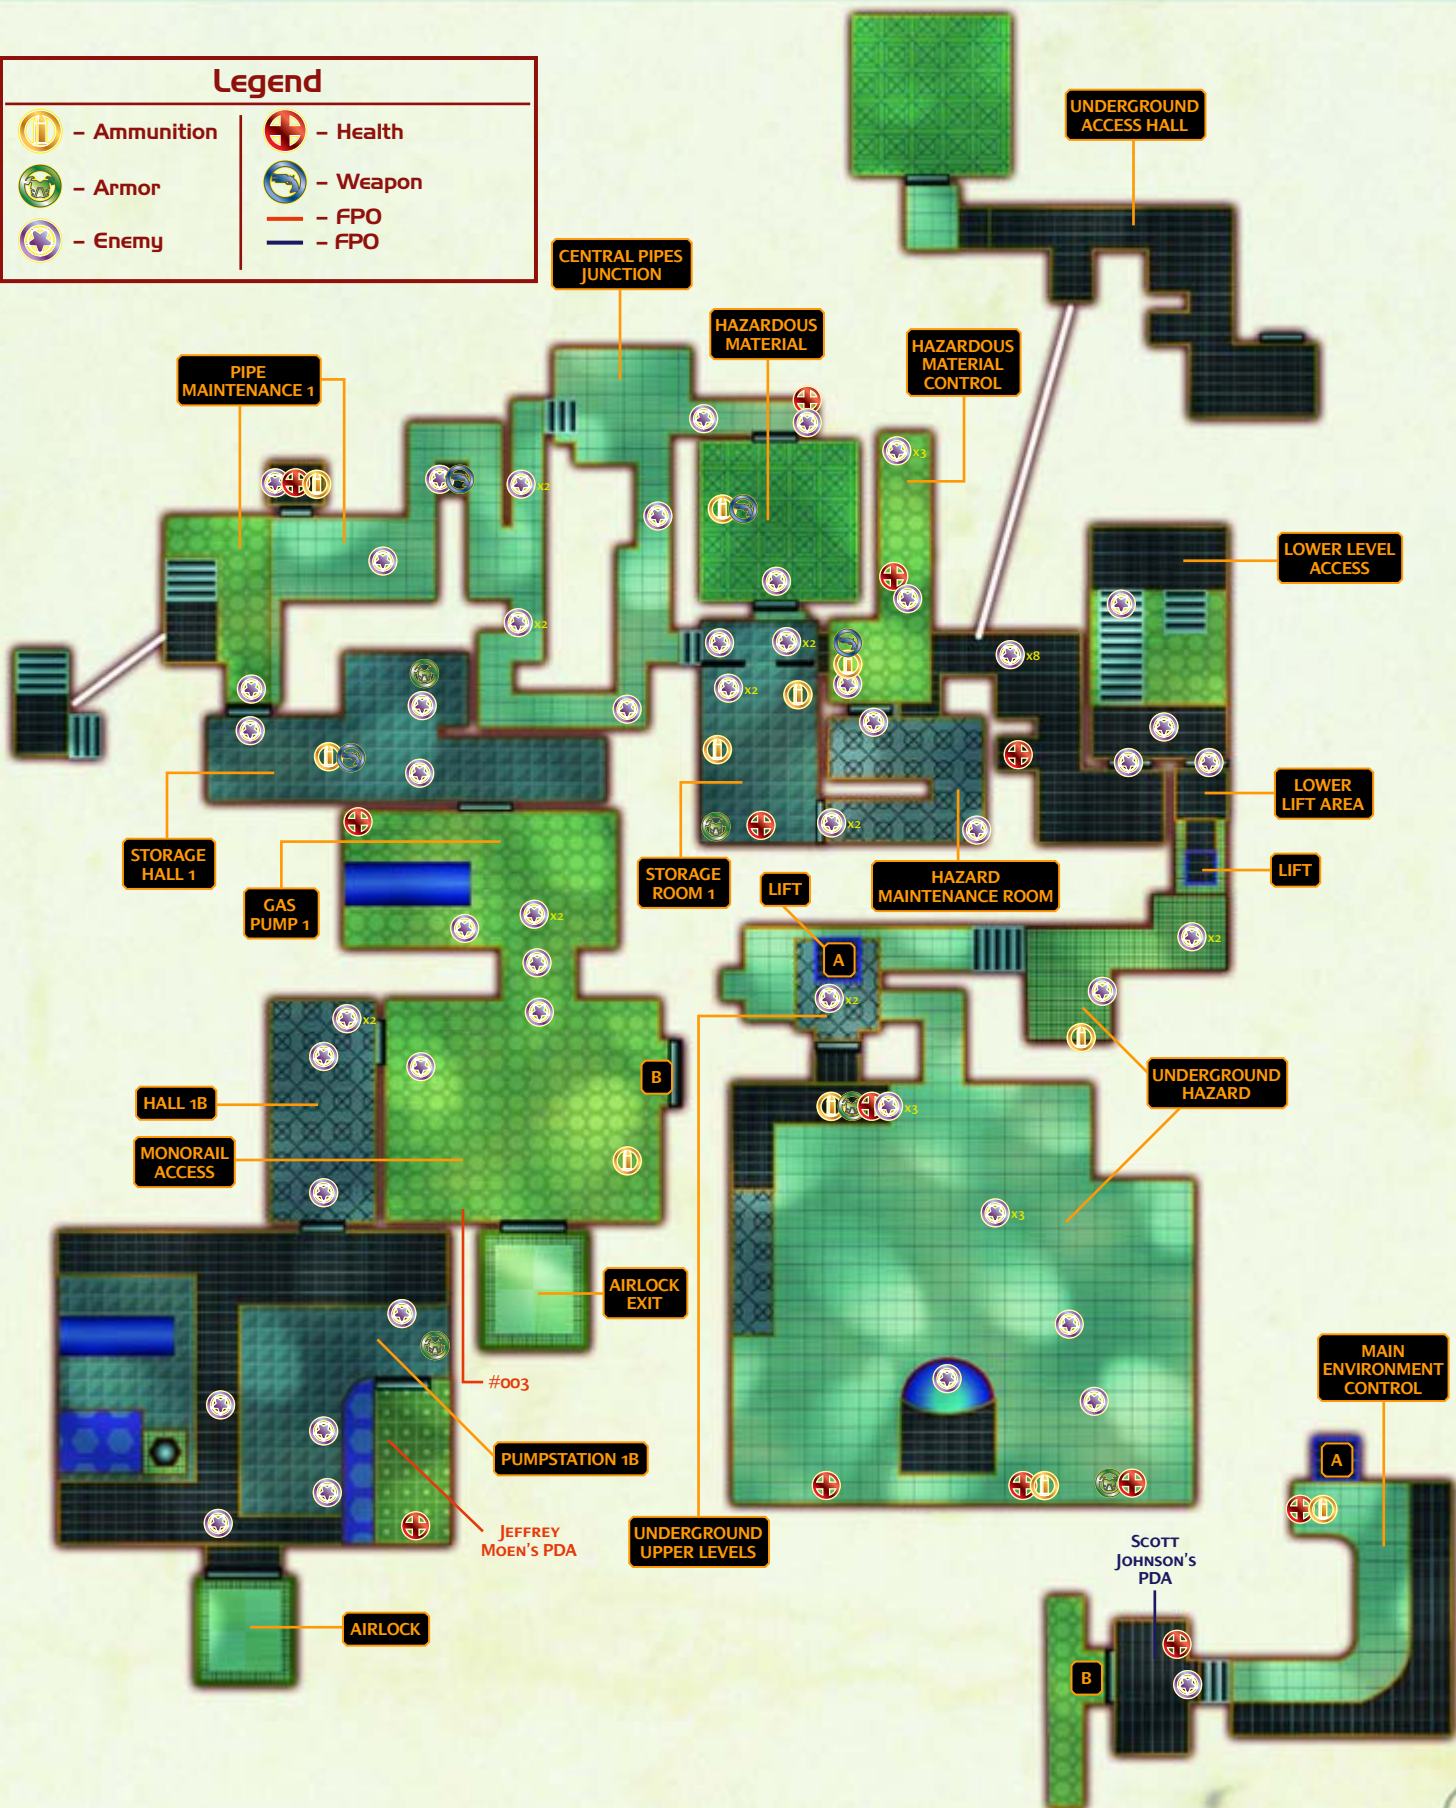 Legend
– Ammunition
– Armor
– Enemy
– Health
– Weapon
– FPO
– FPO
UNDERGROUND
ACCESS HALL
CENTRAL PIPES
JUNCTION
HAZARDOUS
MATERIAL
HAZARDOUS
MATERIAL
CONTROL
PIPE
MAINTENANCE 1
x3
x2
LOWER LEVEL
ACCESS
x2
x2
x8
x2
LOWER
LIFT AREA
x2
STORAGE
HALL 1
STORAGE
ROOM 1
LIFT
HAZARD
MAINTENANCE ROOM
LIFT
GAS
PUMP 1
x2
x2
A
x2
x2
B
UNDERGROUND
HAZARD
HALL 1B
x3
MONORAIL
ACCESS
x3
AIRLOCK
EXIT
#003
MAIN
ENVIRONMENT
CONTROL
PUMPSTATION 1B
A
JEFFREY
MOEN'S PDA
UNDERGROUND
UPPER LEVELS
SCOTT
JOHNSON'S
PDA
AIRLOCK
B